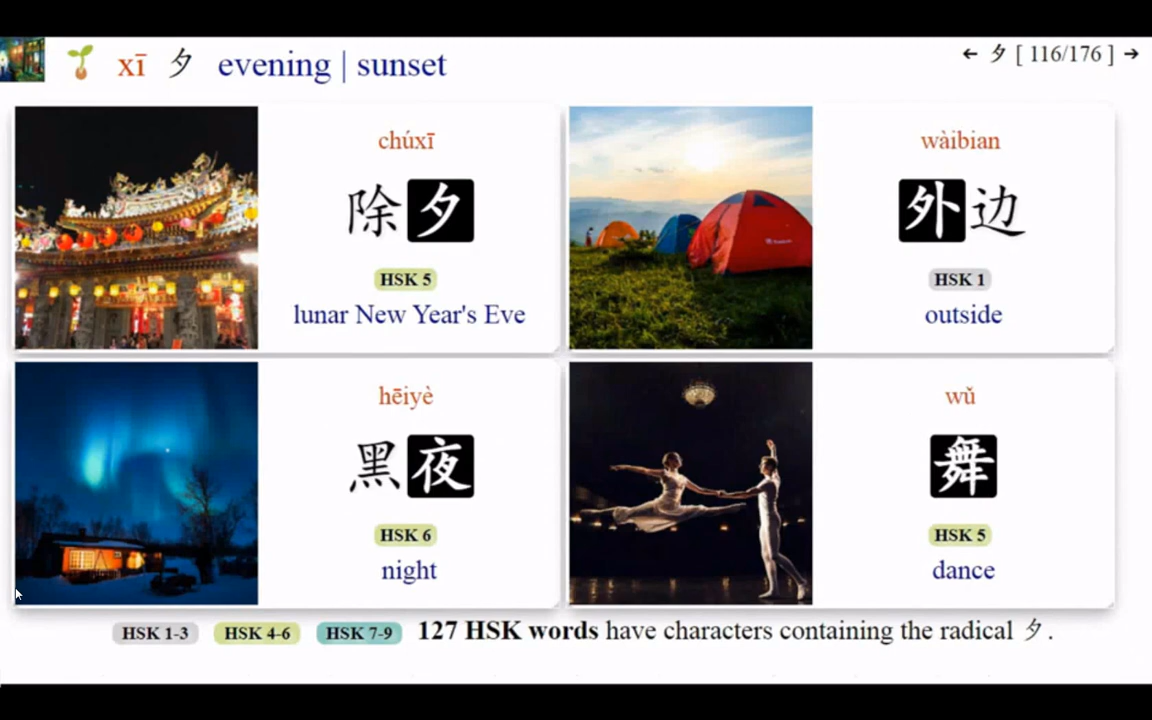 xī 夕 evening | sunset
← 夕 [ 116/176 ] →
chúxī
除夕
HSK 5
lunar New Year's Eve
wàibian
外边
HSK 1
outside
hēiyè
黑夜
HSK 6
night
wǔ
舞
HSK 5
dance
HSK 1-3 HSK 4-6 HSK 7-9 127 HSK words have characters containing the radical 夕.